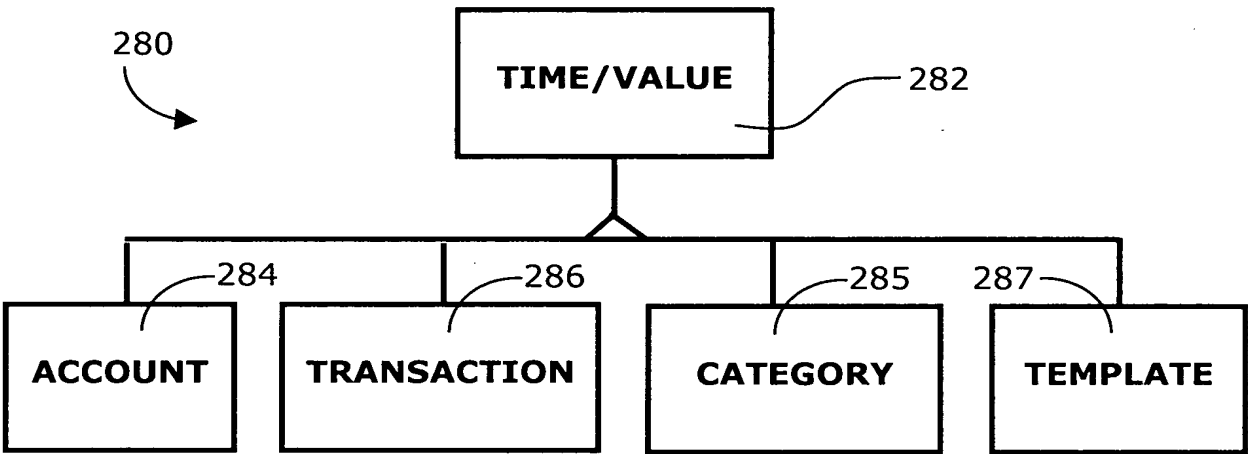 280
TIME/VALUE
282
284
286
285
287
ACCOUNT
TRANSACTION
CATEGORY
TEMPLATE